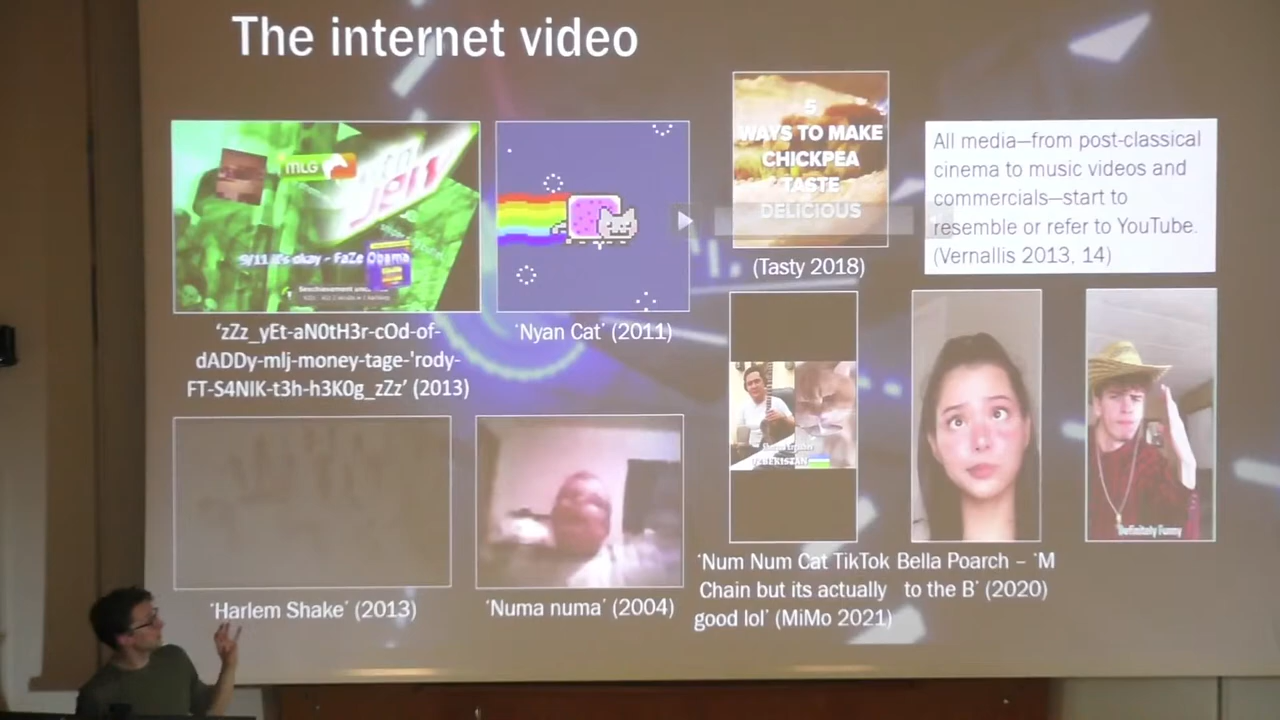 The internet video
mLG
9/11 it's okay - FaZe Obama
'zZz_yEt-aN0tH3r-cOd-of-
dADDy-mlj-money-tage-'rody-
FT-S4NIK-t3h-h3K0g_zZz' (2013)
'Nyan Cat' (2011)
5
WAYS TO MAKE
CHICKPEA
TASTE
DELICIOUS
(Tasty 2018)
All media—from post-classical
cinema to music videos and
commercials—start to
resemble or refer to YouTube.
(Vernallis 2013, 14)
'Harlem Shake' (2013)
'Numa numa' (2004)
UZBEKISTAN
'Num Num Cat TikTok
Chain but its actually
good lol' (MiMo 2021)
Bella Poarch – 'M
to the B' (2020)
Definitely Funny